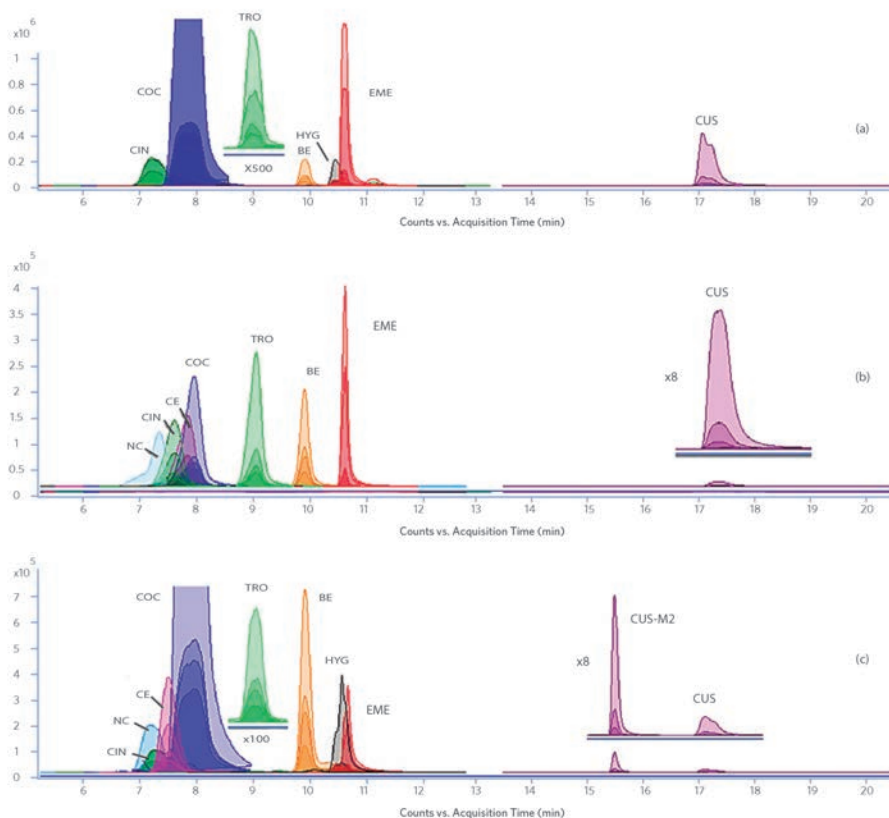 6
x10
TRO
1
COC
EME
0.8
0.6
HYG
CUS
(a)
0.4
CIN
BE
0.2
X500
0
6 7 8 9 10 11 12 13 14 15 16 17 18 19 20
Counts vs. Acquisition Time (min)
5
x10
4
CUS
3.5
EME
3
TRO
COC
2.5
BE
x8
(b)
2
CE
CIN
1.5
NC
1
0.5
0
6 7 8 9 10 11 12 13 14 15 16 17 18 19 20
Counts vs. Acquisition Time (min)
5
x10
TRO
COC
BE
7
6
CUS-M2
5
HYG
x8
(c)
4
CE
CUS
3
EME
NC
2
x100
CIN
1
0
6 7 8 9 10 11 12 13 14 15 16 17 18 19 20
Counts vs. Acquisition Time (min)